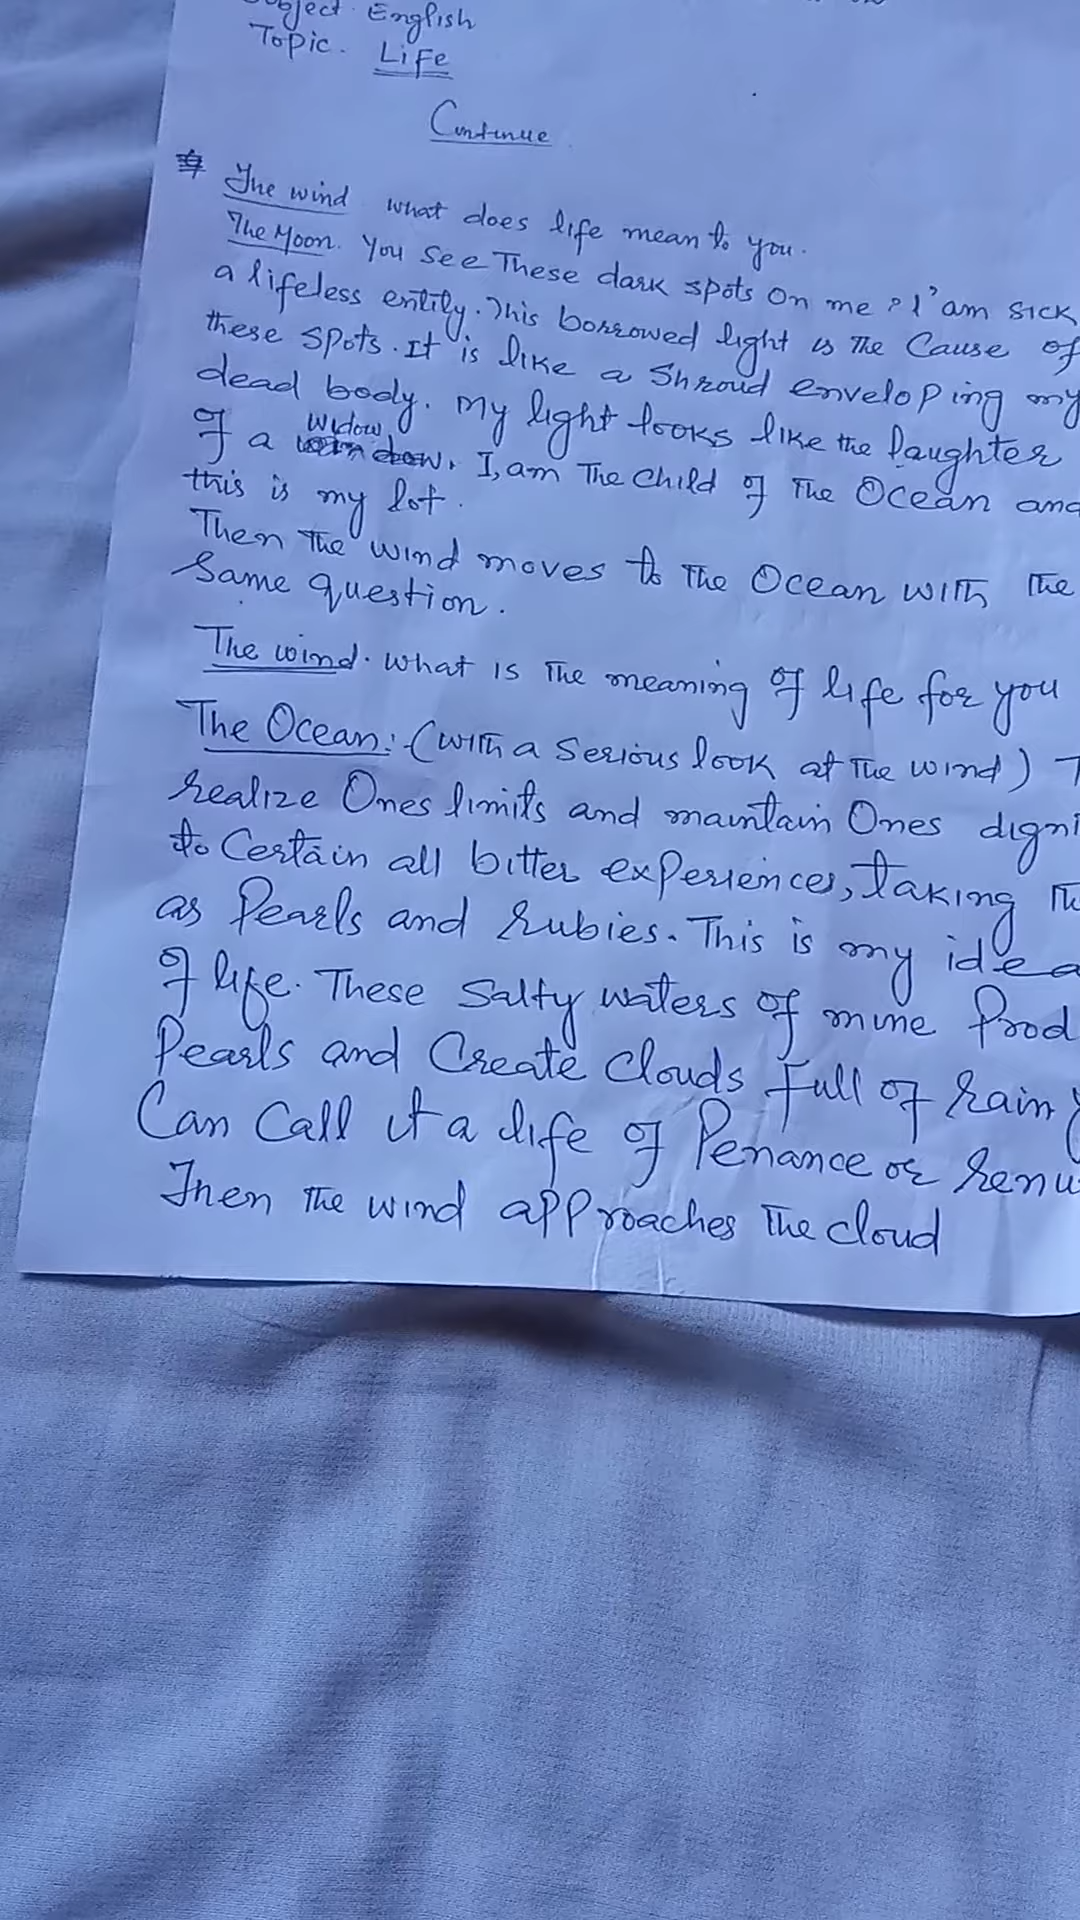 Subject. English
Topic. Life
Continue
The wind what does life mean to you.
The Moon. You see These dark spots on me I'am sick
a lifeless entity. This borrowed light is The Cause of
these spots. It is like a Shroud enveloping my
dead body. My light looks like the laughter
of a widow. I, am The Child of The Ocean and
this is my lot.
Then The wind moves to The Ocean with The
Same question.
The wind. what is The meaning of life for you
The Ocean: (with a serious look at The wind)
realize Ones limits and maintain Ones digni
to Certain all bitter experiences, taking
as Pearls and rubies. This is my idea
of life. These Salty waters of mine Prod
Pearls and Create Clouds full of rain
Can Call it a life of Penance or renu
Then The wind approaches The cloud